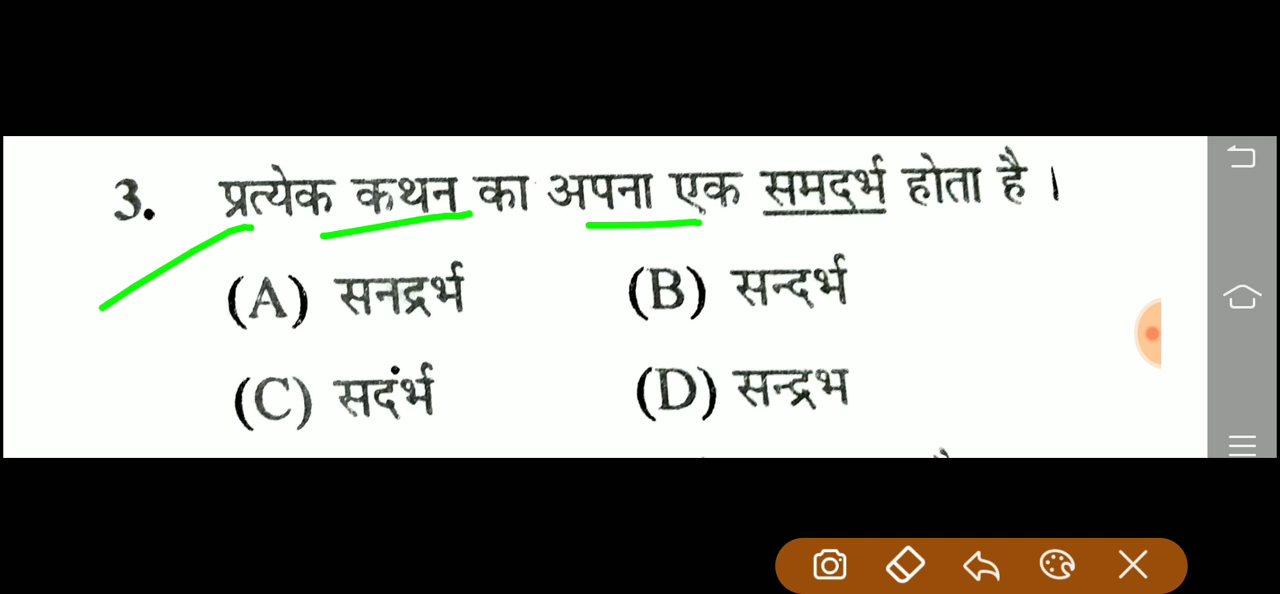 3. प्रत्येक कथन का अपना एक समदर्भ होता है ।
(A) सनद्रर्भ (B) सन्दर्भ
(C) सदंर्भ (D) सन्द्रभ